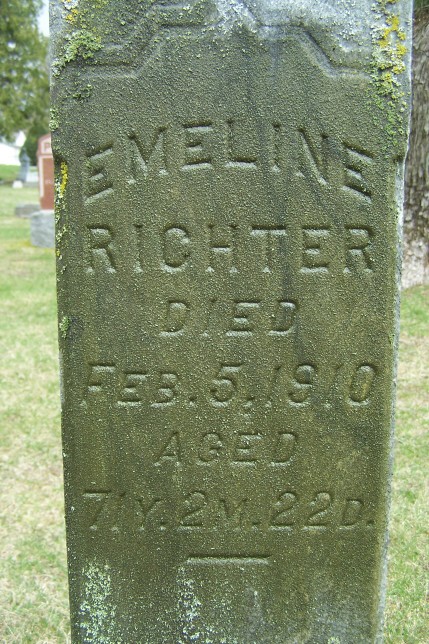 EMELINE
RICHTER
DIED
FEB. 5, 1910
AGED
71Y. 2M. 22D.